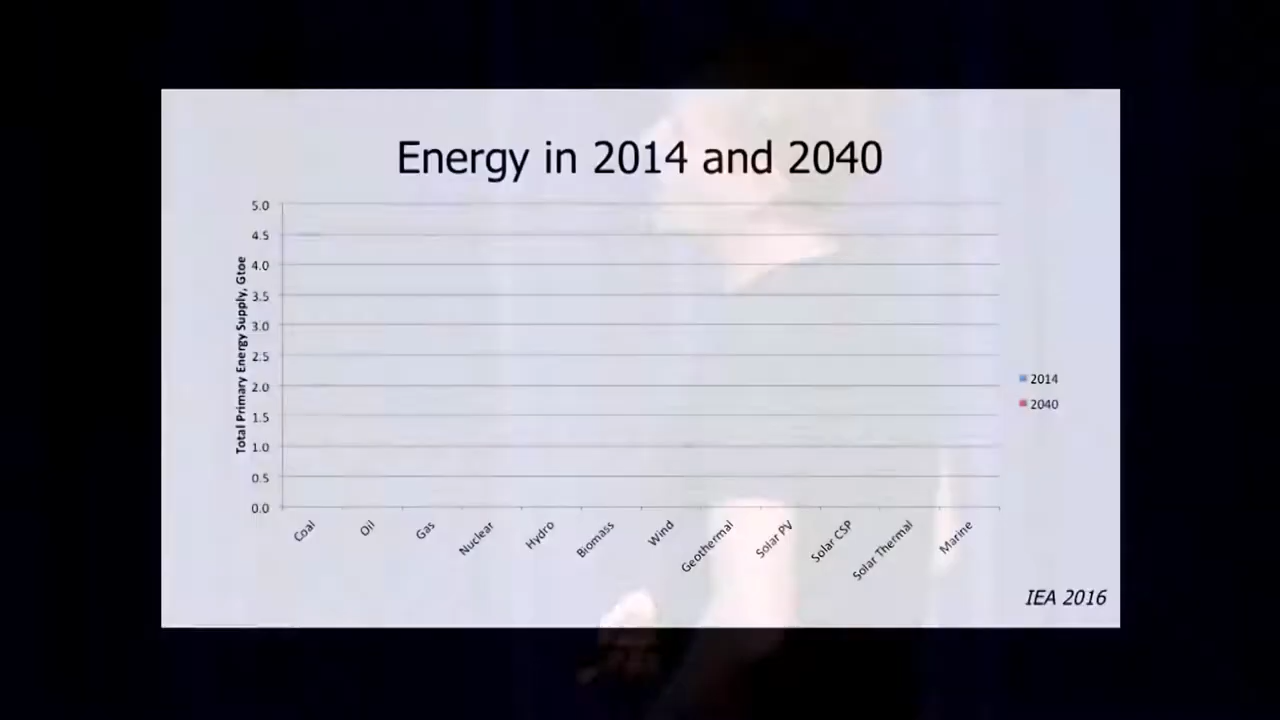 Energy in 2014 and 2040
Total Primary Energy Supply, Gtoe
5.0
4.5
4.0
3.5
3.0
2.5
2.0
1.5
1.0
0.5
0.0
Coal
Oil
Gas
Nuclear
Hydro
Biomass
Wind
Geothermal
Solar PV
Solar CSP
Solar Thermal
Marine
2014
2040
IEA 2016